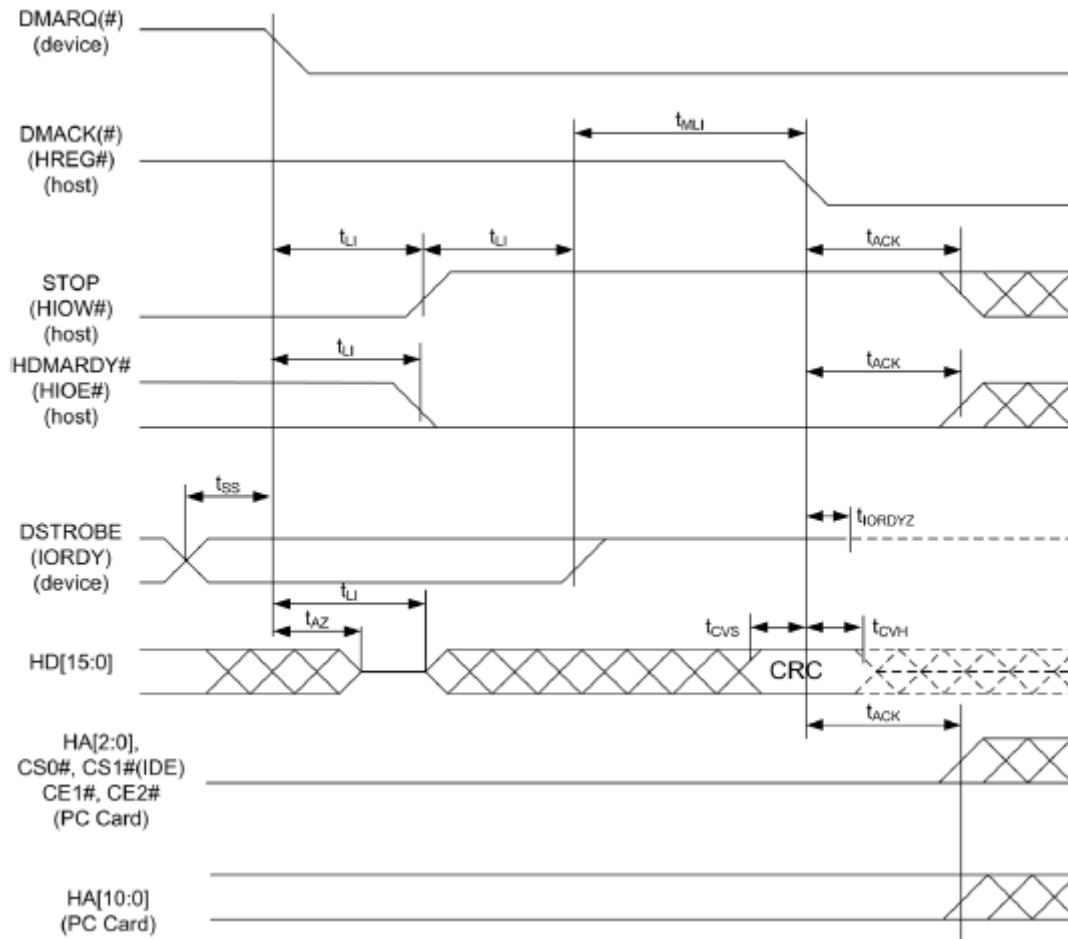 DMARQ(#)
(device)
tMLI
DMACK(#)
(HREG#)
(host)
tLI
tLI
tACK
STOP
(HIOW#)
(host)
tLI
tACK
HDMARDY#
(HIOE#)
(host)
tSS
tIORDYZ
DSTROBE
(IORDY)
(device)
tLI
tAZ
tCVS
tCVH
HD[15:0]
CRC
tACK
HA[2:0],
CS0#, CS1#(IDE)
CE1#, CE2#
(PC Card)
HA[10:0]
(PC Card)